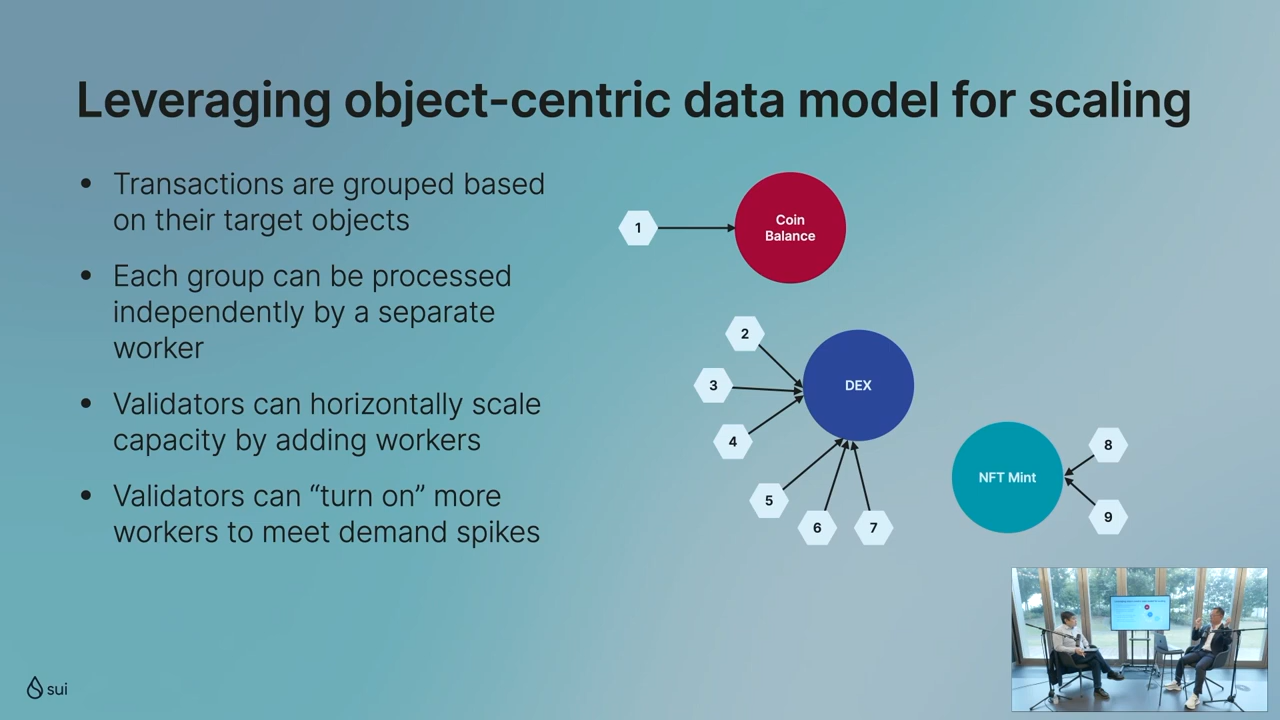 Leveraging object-centric data model for scaling
• Transactions are grouped based
on their target objects
• Each group can be processed
independently by a separate
worker
• Validators can horizontally scale
capacity by adding workers
• Validators can “turn on” more
workers to meet demand spikes
1
Coin
Balance
2
3
4
5
6
7
DEX
NFT Mint
8
9
sui